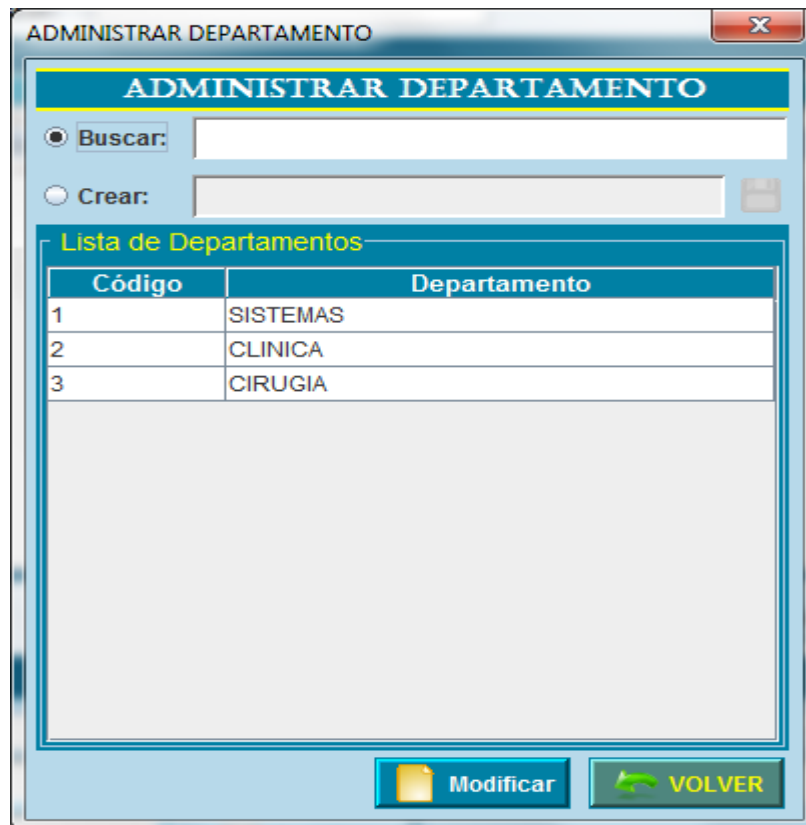 ADMINISTRAR DEPARTAMENTO
ADMINISTRAR DEPARTAMENTO
Buscar:
Crear:
Lista de Departamentos
Código Departamento
1 SISTEMAS
2 CLINICA
3 CIRUGIA
Modificar VOLVER